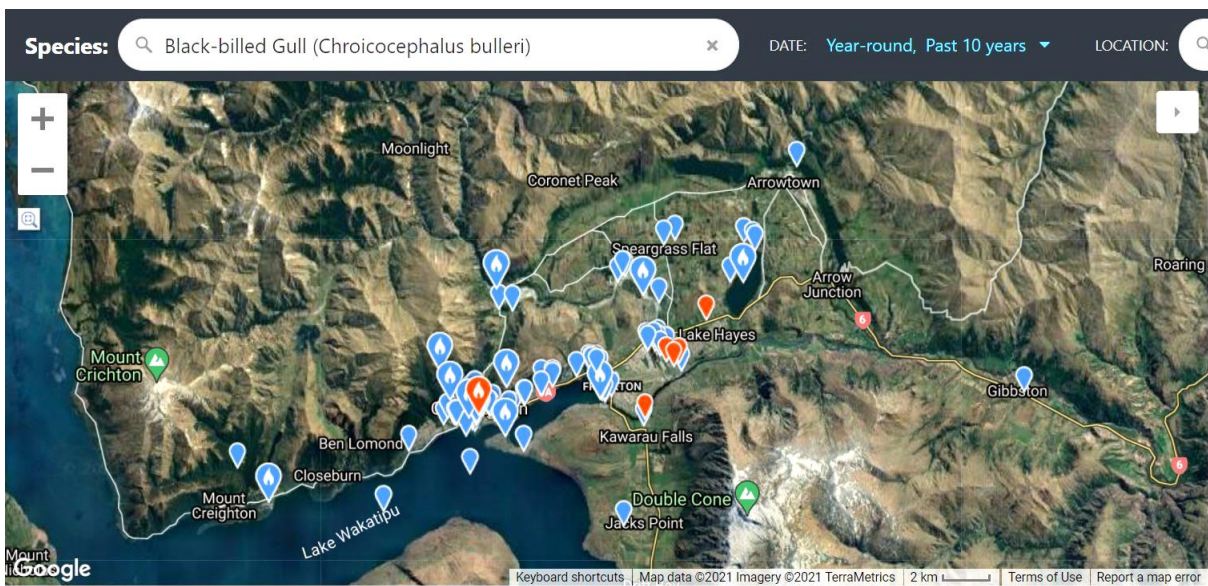 Species: Black-billed Gull (Chroicocephalus bulleri) × DATE: Year-round, Past 10 years LOCATION:
+
−
Moonlight
Coronet Peak
Arrowtown
Speargrass Flat
Roaring
Arrow
Junction
6
Lake Hayes
Mount
Crichton
Gibbston
Kawarau Falls
Ben Lomond
6
Closeburn
Double Cone
Mount
Creighton
Lake Wakatipu
Jacks Point
Mount
Google
Keyboard shortcuts Map data ©2021 Imagery ©2021 TerraMetrics 2 km Terms of Use Report a map error